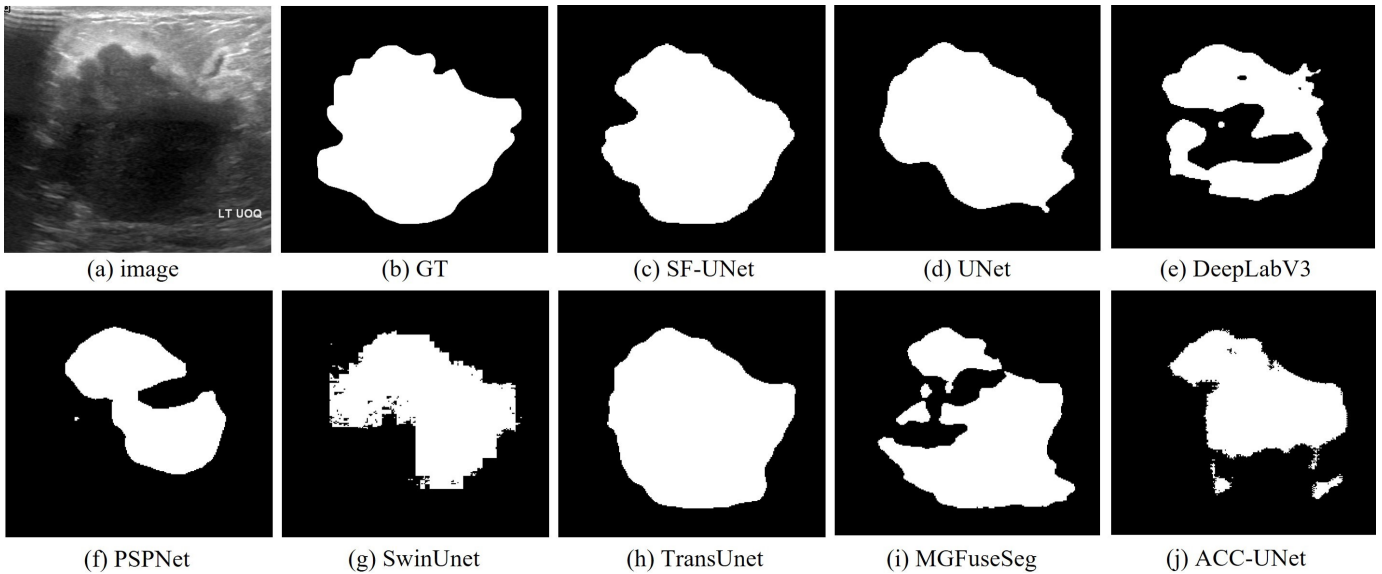 LT UOQ
(a) image
(b) GT
(c) SF-UNet
(d) UNet
(e) DeepLabV3
(f) PSPNet
(g) SwinUnet
(h) TransUnet
(i) MGFuseSeg
(j) ACC-UNet